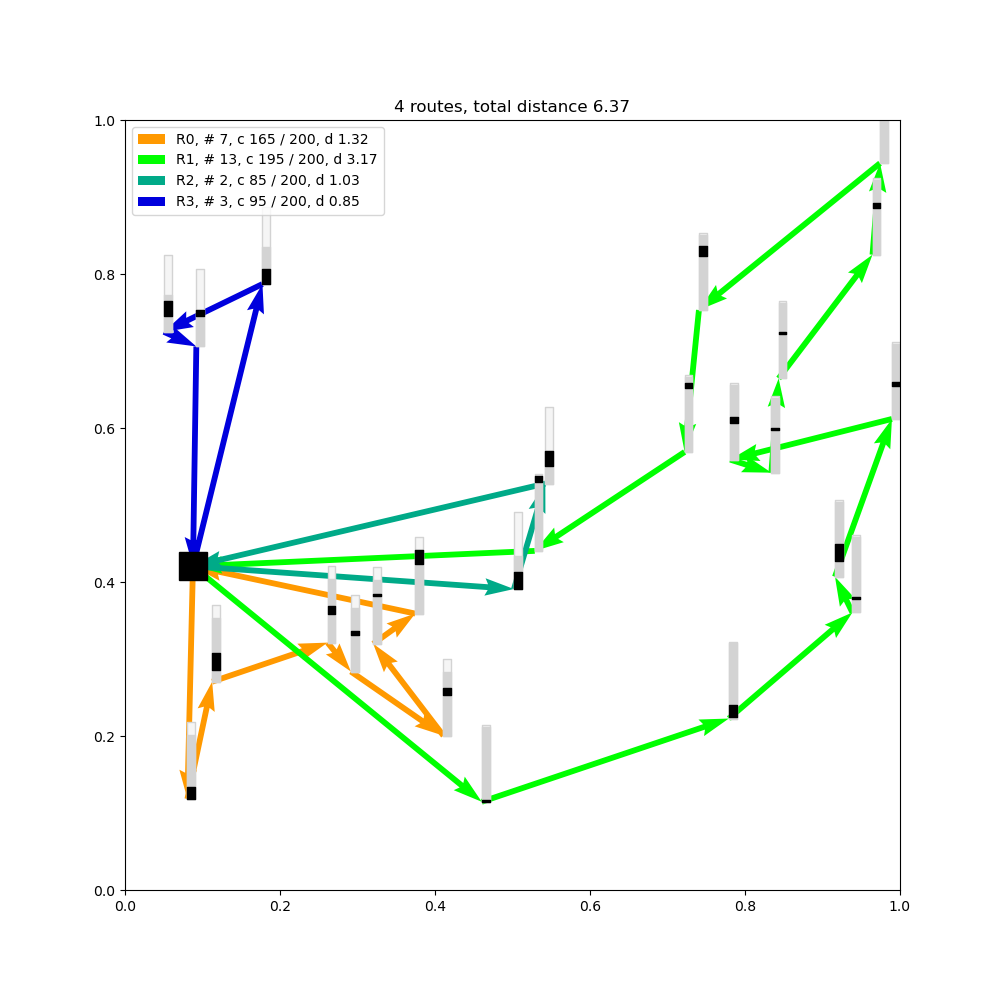 4 routes, total distance 6.37
R0, # 7, c 165 / 200, d 1.32
R1, # 13, c 195 / 200, d 3.17
R2, # 2, c 85 / 200, d 1.03
R3, # 3, c 95 / 200, d 0.85
1.0
0.8
0.6
0.4
0.2
0.0
0.0 0.2 0.4 0.6 0.8 1.0